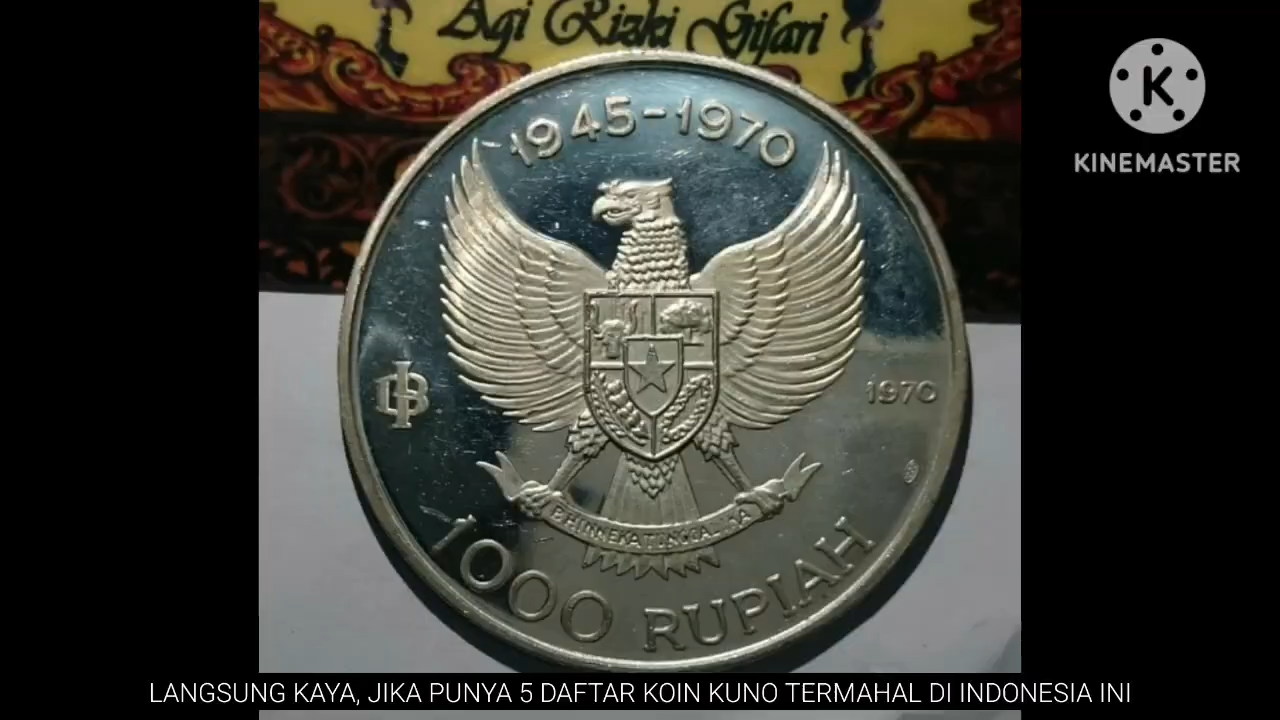 Agi Rizki Gifari
1945-1970
K
KINEMASTER
1970
BHINNEKA TUNGGAL IKA
1000 RUPIAH
LANGSUNG KAYA, JIKA PUNYA 5 DAFTAR KOIN KUNO TERMAHAL DI INDONESIA INI